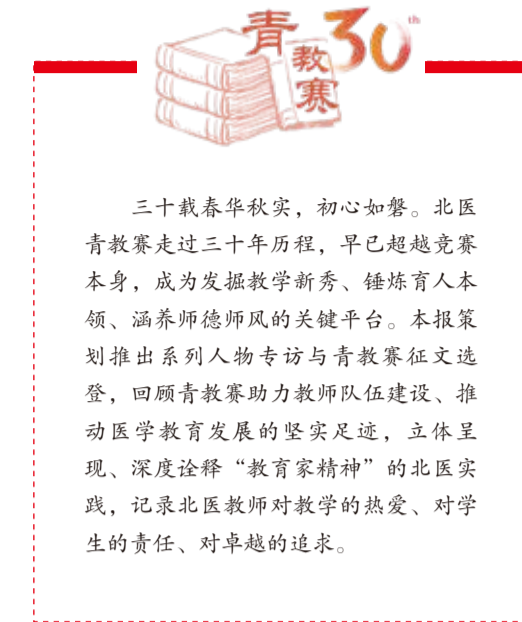 青教赛 30th
三十载春华秋实，初心如磐。北医
青教赛走过三十年历程，早已超越竞赛
本身，成为发掘教学新秀、锤炼育人本
领、涵养师德师风的关键平台。本报策
划推出系列人物专访与青教赛征文选
登，回顾青教赛助力教师队伍建设、推
动医学教育发展的坚实足迹，立体呈
现、深度诠释“教育家精神”的北医实
践，记录北医教师对教学的热爱、对学
生的责任、对卓越的追求。